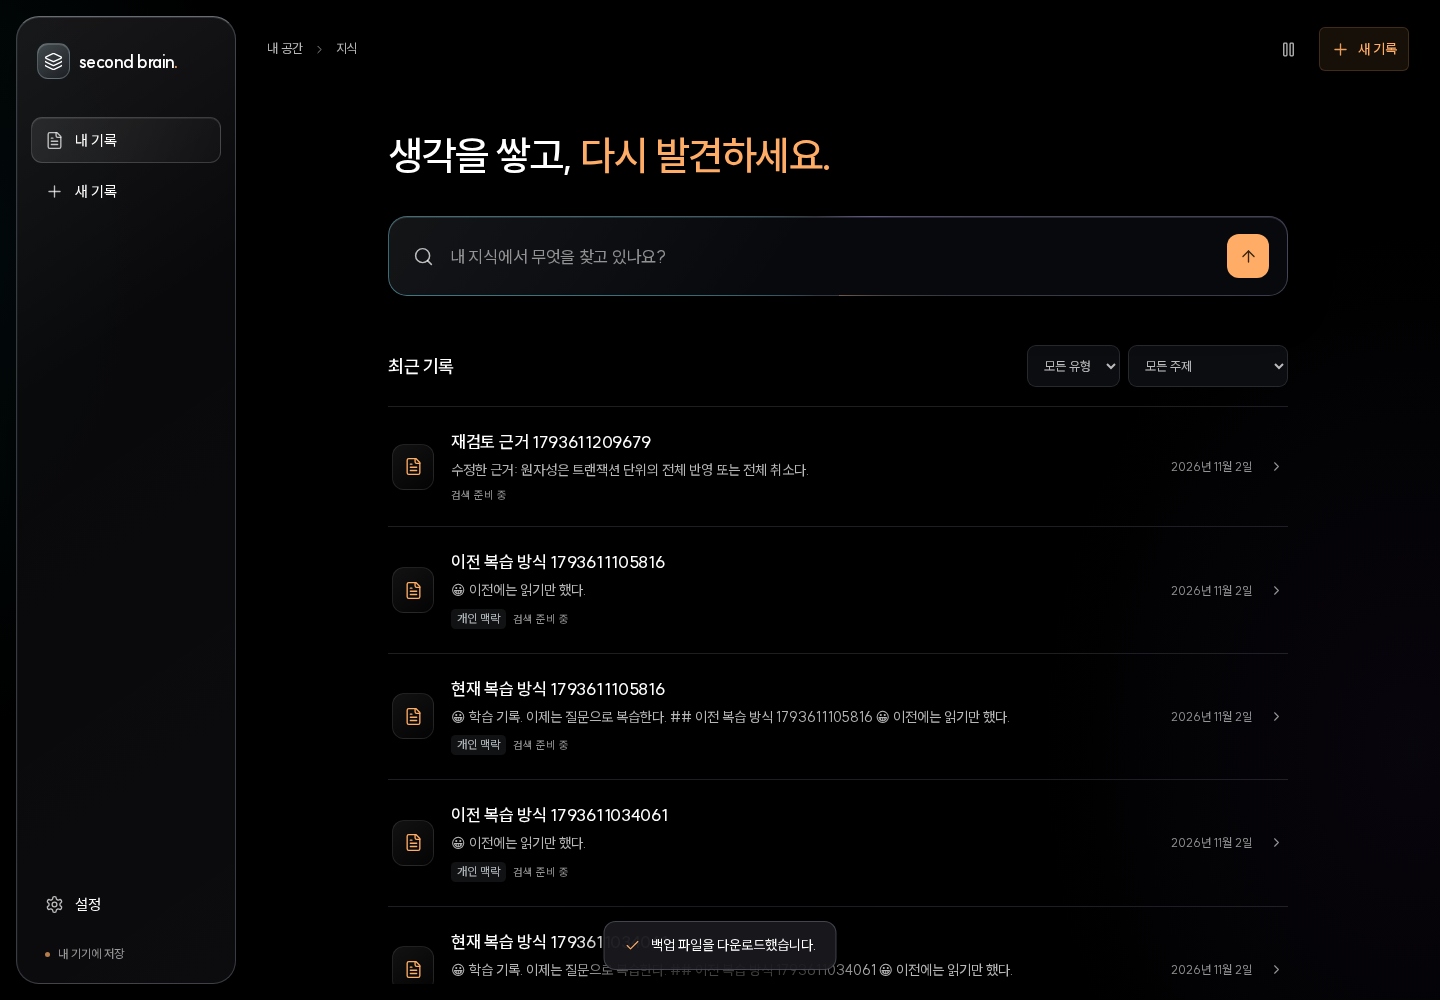 second brain.
내 기록
새 기록
설정
내 기기에 저장
내 공간
지식
새 기록
생각을 쌓고, 다시 발견하세요.
내 지식에서 무엇을 찾고 있나요?
최근 기록
모든 유형
모든 주제
재검토 근거 1793611209679
수정한 근거: 원자성은 트랜잭션 단위의 전체 반영 또는 전체 취소다.
검색 준비 중
2026년 11월 2일
이전 복습 방식 1793611105816
😀 이전에는 읽기만 했다.
개인 맥락 검색 준비 중
2026년 11월 2일
현재 복습 방식 1793611105816
😀 학습 기록. 이제는 질문으로 복습한다. ## 이전 복습 방식 1793611105816 😀 이전에는 읽기만 했다.
개인 맥락 검색 준비 중
2026년 11월 2일
이전 복습 방식 1793611034061
😀 이전에는 읽기만 했다.
개인 맥락 검색 준비 중
2026년 11월 2일
현재 복습 방식
😀 학습 기록. 이제는 질문으로 복습한다. ## 이전 복습 방식 1793611034061 😀 이전에는 읽기만 했다.
2026년 11월 2일
백업 파일을 다운로드했습니다.